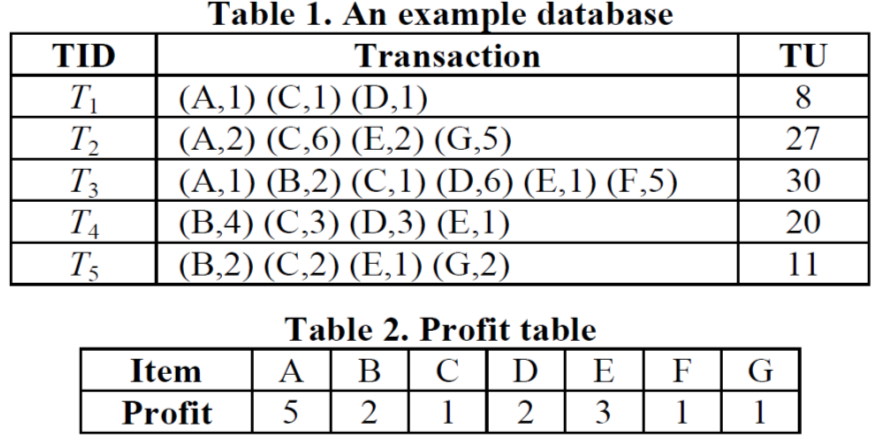 Table 1. An example database
TID Transaction TU
T1 (A,1) (C,1) (D,1) 8
T2 (A,2) (C,6) (E,2) (G,5) 27
T3 (A,1) (B,2) (C,1) (D,6) (E,1) (F,5) 30
T4 (B,4) (C,3) (D,3) (E,1) 20
T5 (B,2) (C,2) (E,1) (G,2) 11
Table 2. Profit table
Item A B C D E F G
Profit 5 2 1 2 3 1 1